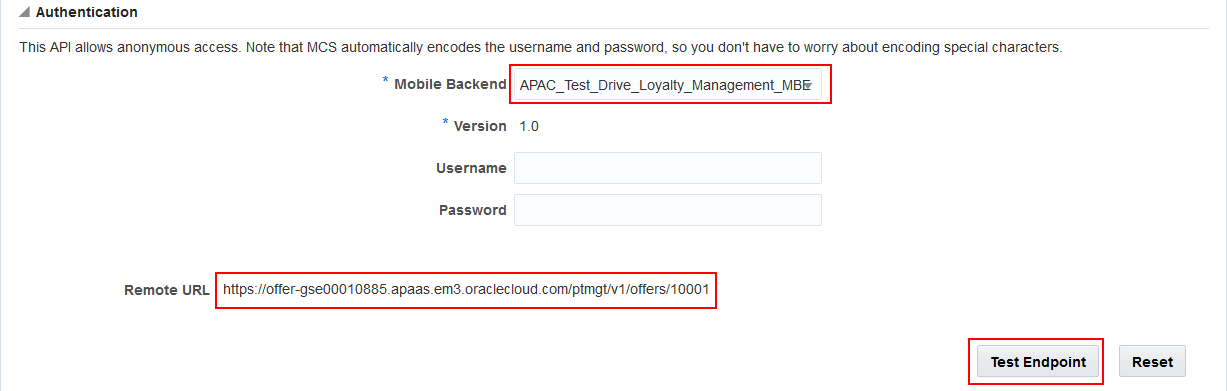 Authentication
This API allows anonymous access. Note that MCS automatically encodes the username and password, so you don't have to worry about encoding special characters.
* Mobile Backend APAC_Test_Drive_Loyalty_Management_MBE
* Version 1.0
Username
Password
Remote URL https://offer-gse00010885.apaas.em3.oraclecloud.com/ptmgt/v1/offers/10001
Test Endpoint Reset